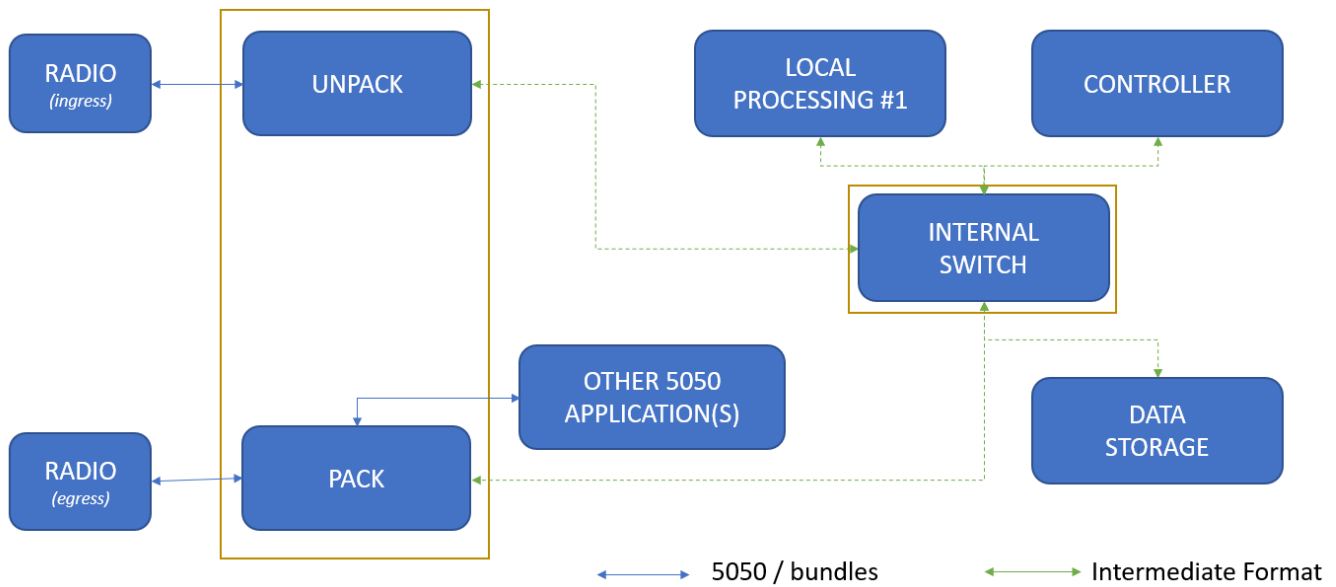 RADIO
(ingress)
UNPACK
LOCAL
PROCESSING #1
CONTROLLER
INTERNAL
SWITCH
OTHER 5050
APPLICATION(S)
DATA
STORAGE
RADIO
(egress)
PACK
5050 / bundles
Intermediate Format